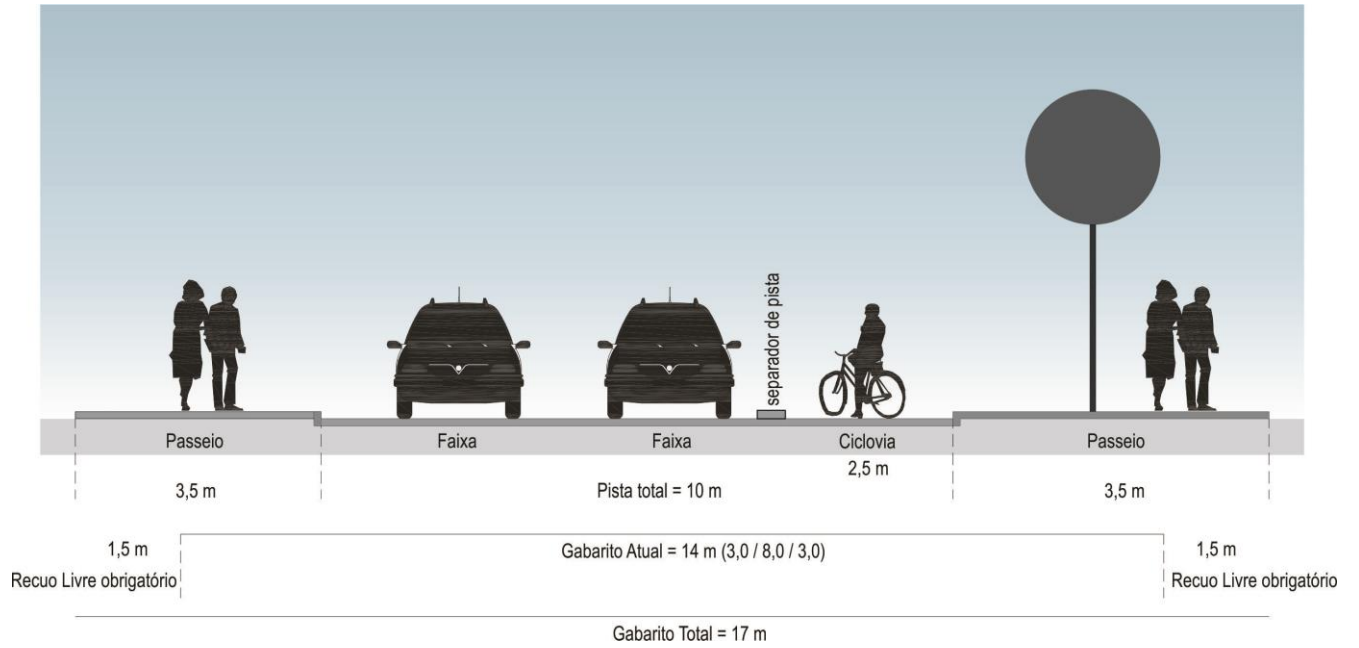 separador de pista
Passeio
Faixa
Faixa
Ciclovia
Passeio
2,5 m
3,5 m
Pista total = 10 m
3,5 m
1,5 m
Recuo Livre obrigatório
Gabarito Atual = 14 m (3,0 / 8,0 / 3,0)
1,5 m
Recuo Livre obrigatório
Gabarito Total = 17 m